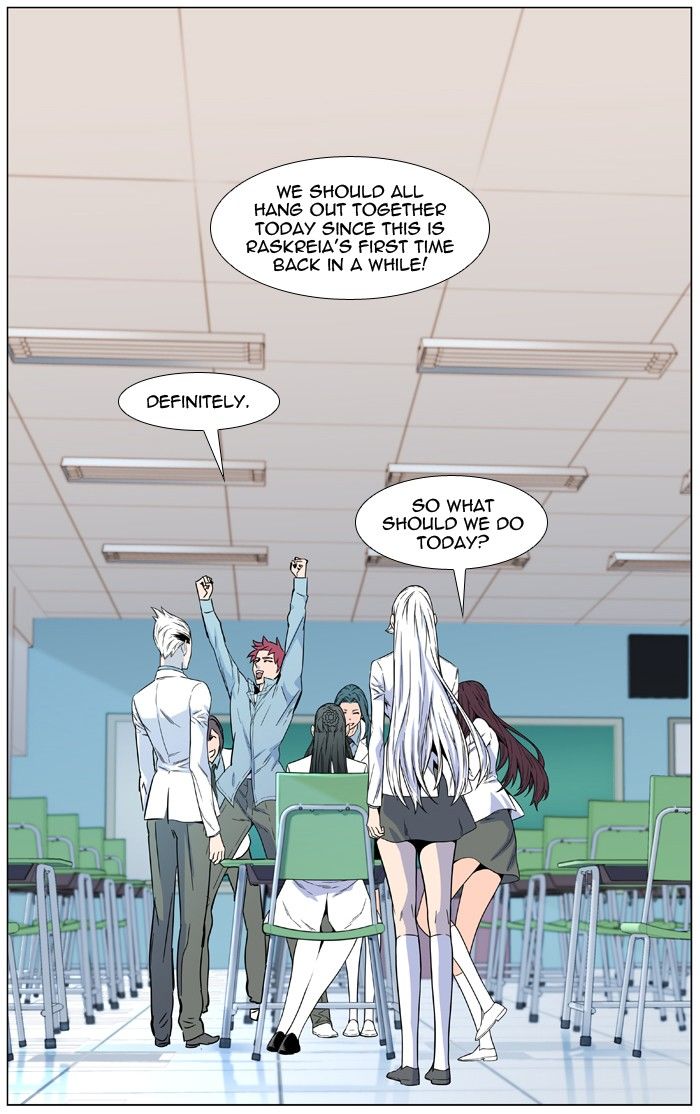 WE SHOULD ALL
HANG OUT TOGETHER
TODAY SINCE THIS IS
RASKREIA'S FIRST TIME
BACK IN A WHILE!
DEFINITELY.
SO WHAT
SHOULD WE DO
TODAY?